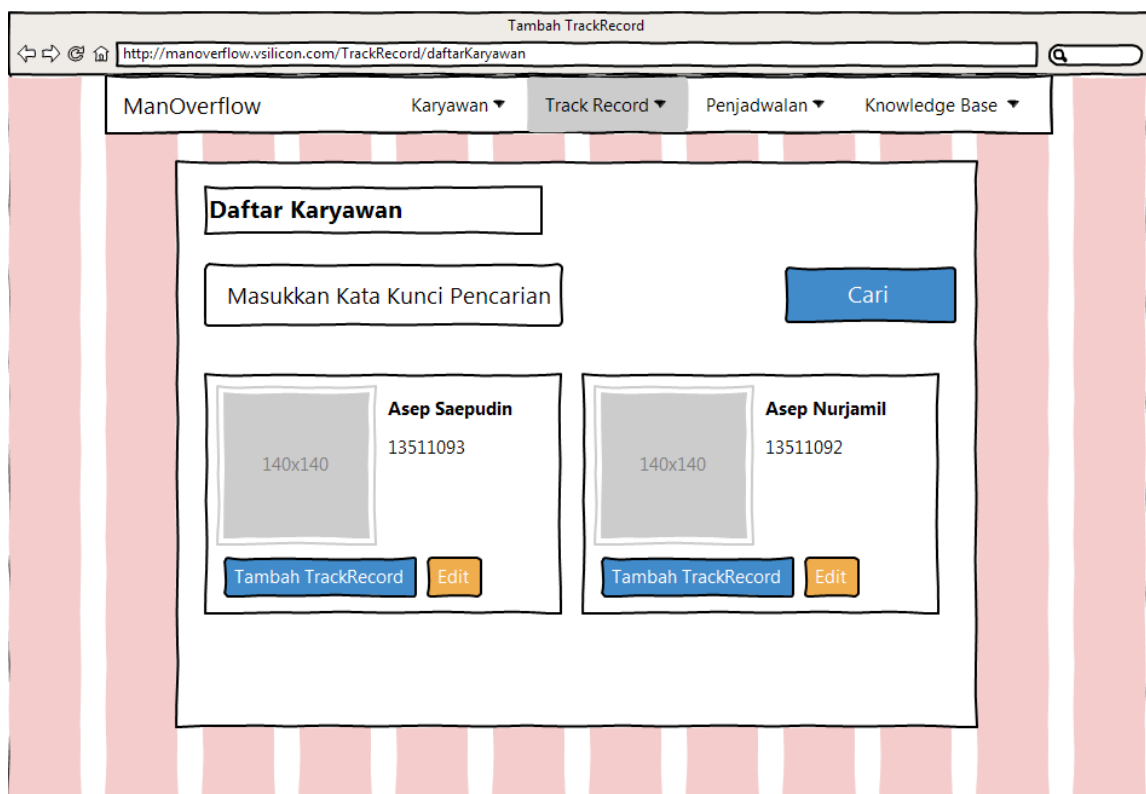 Tambah TrackRecord
http://manoverflow.vsilicon.com/TrackRecord/daftarKaryawan
ManOverflow Karyawan Track Record Penjadwalan Knowledge Base
Daftar Karyawan
Masukkan Kata Kunci Pencarian Cari
140x140
Asep Saepudin
13511093
Tambah TrackRecord Edit
140x140
Asep Nurjamil
13511092
Tambah TrackRecord Edit